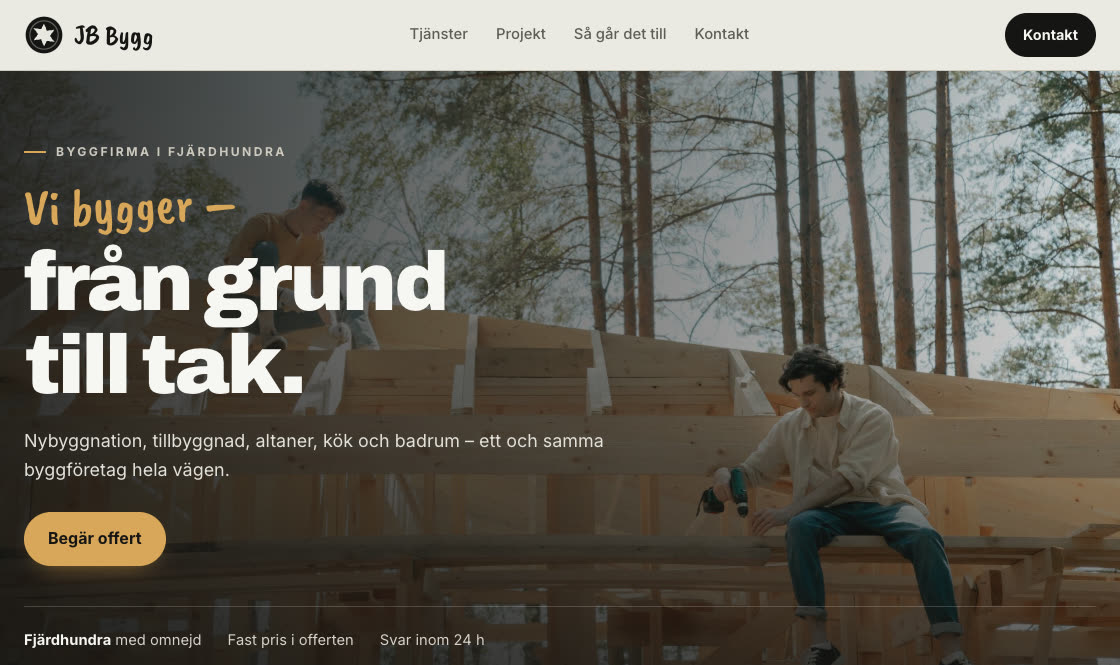 JB Bygg
Tjänster
Projekt
Så går det till
Kontakt
Kontakt
BYGGFIRMA I FJÄRDHUNDRA
Vi bygger –
från grund
till tak.
Nybyggnation, tillbyggnad, altaner, kök och badrum – ett och samma
byggföretag hela vägen.
Begär offert
Fjärdhundra med omnejd
Fast pris i offerten
Svar inom 24 h